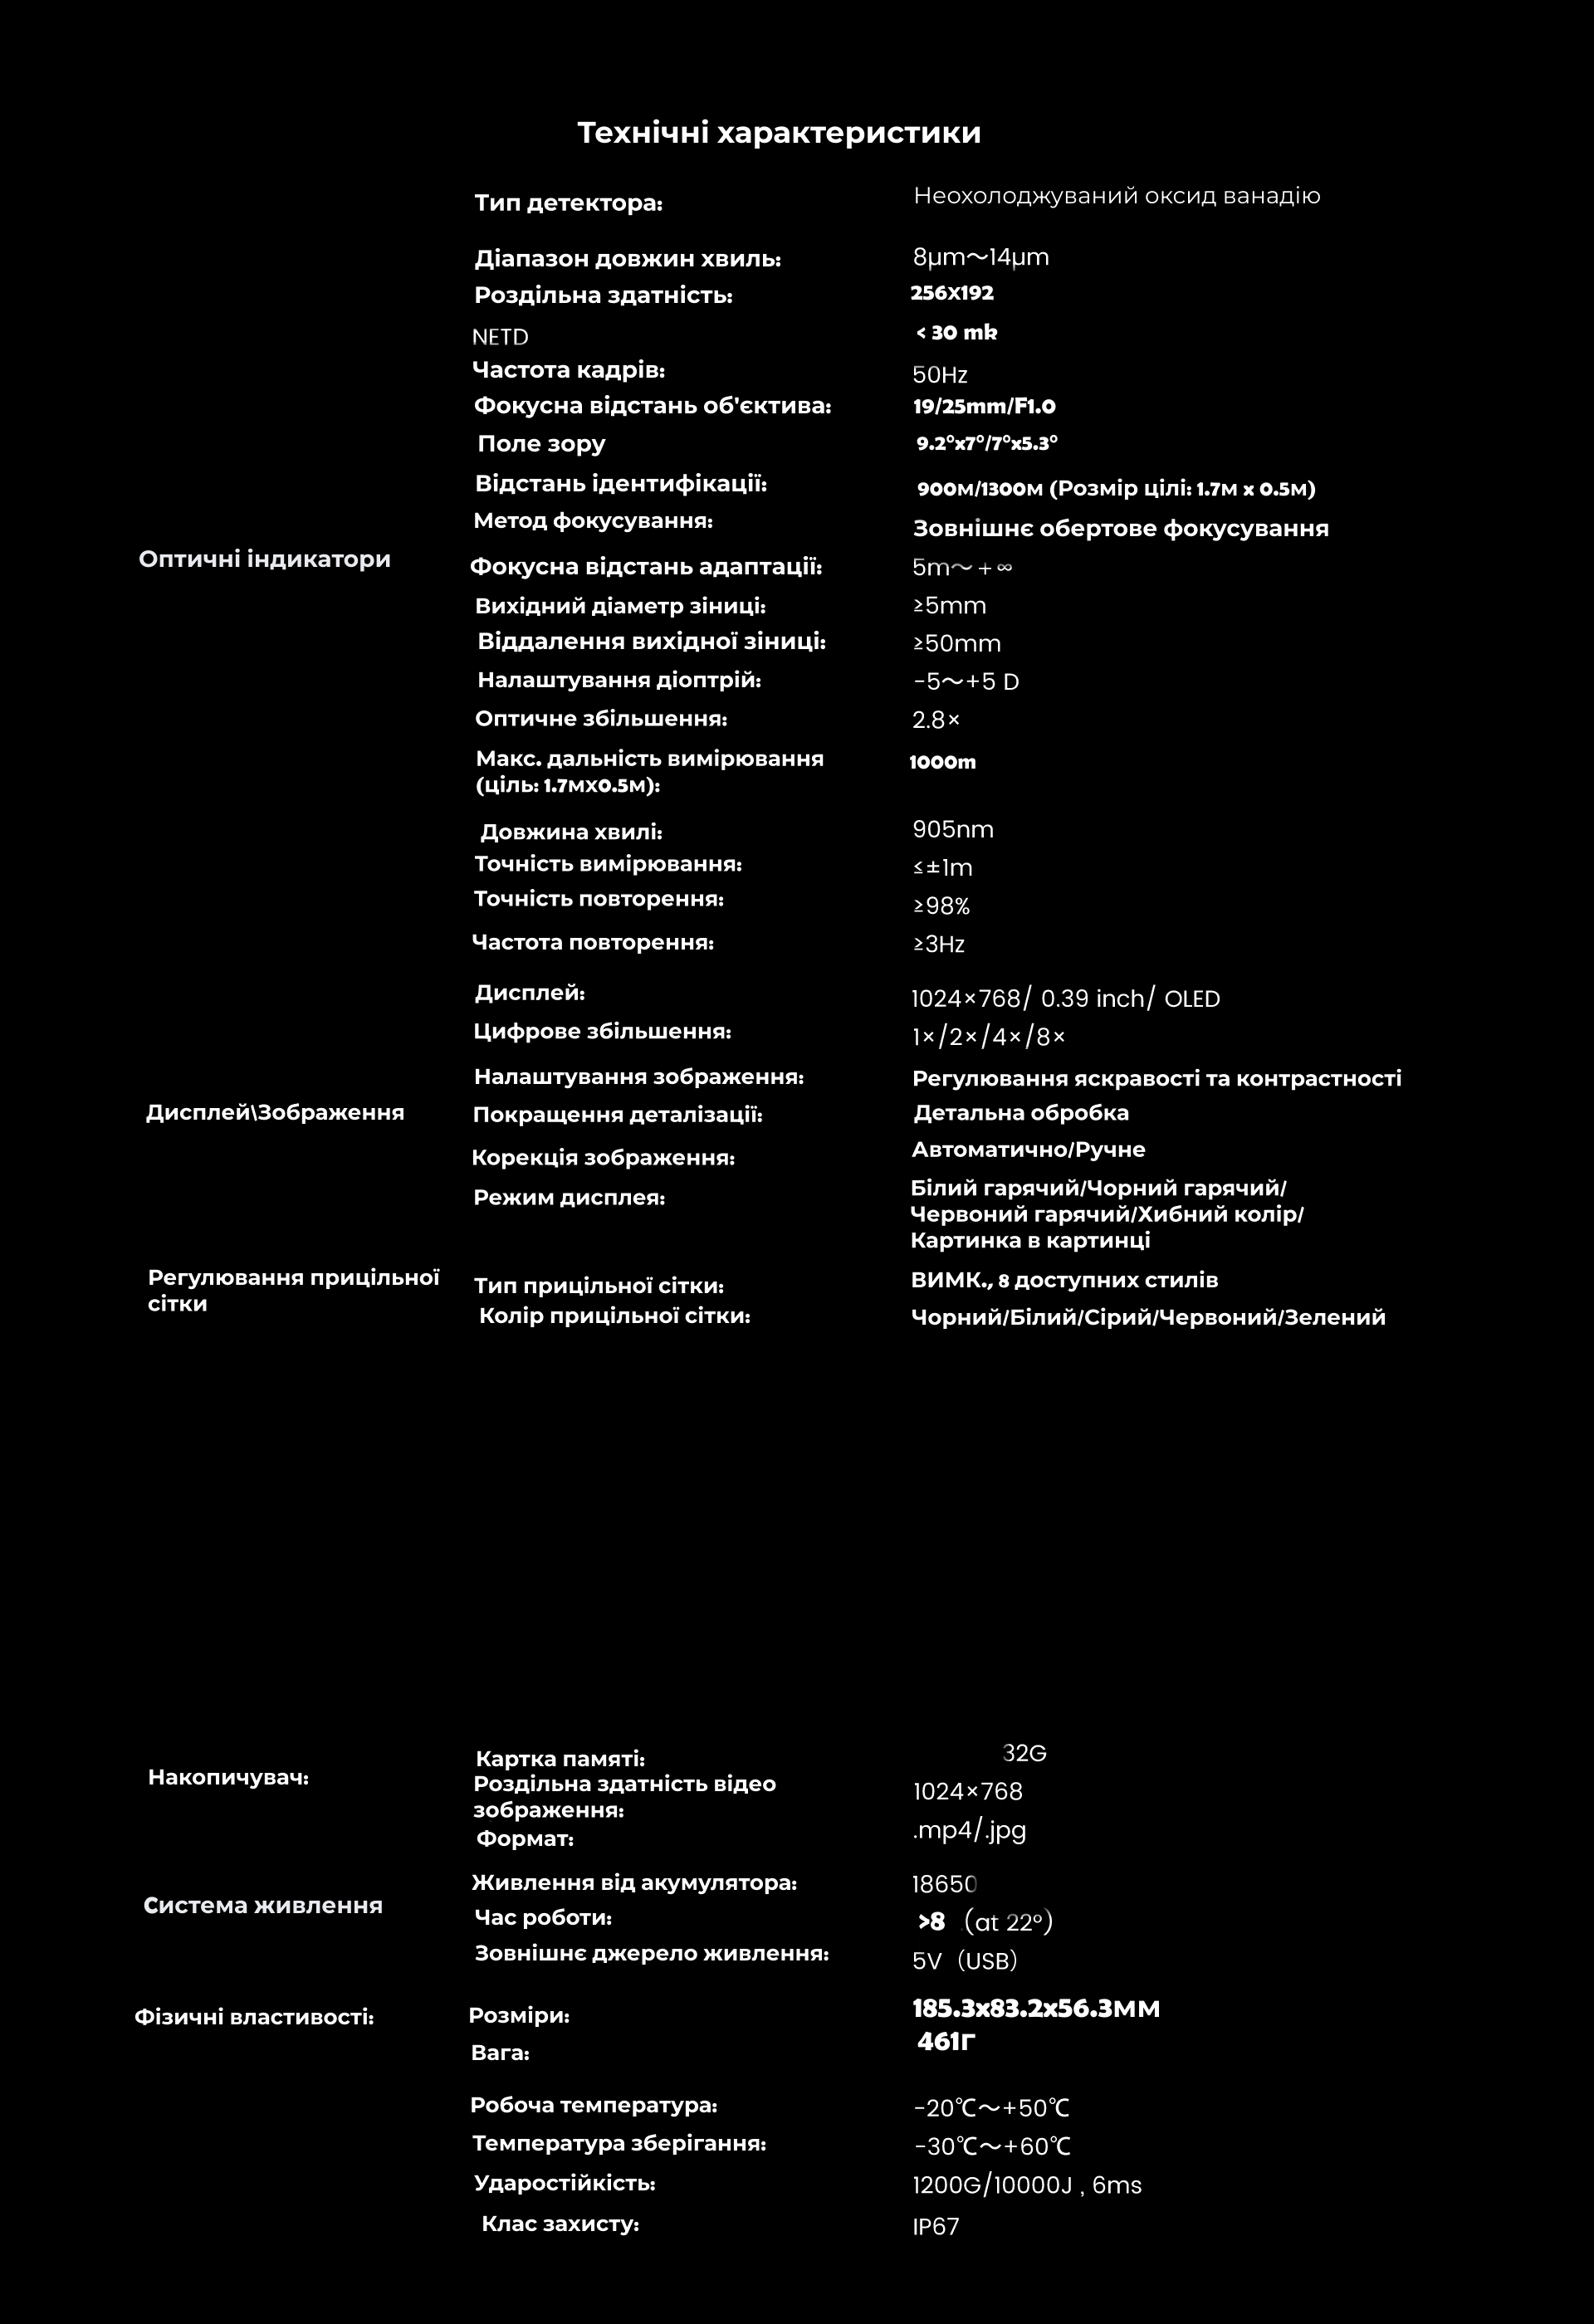 Технічні характеристики
Тип детектора: Неохолоджуваний оксид ванадію
Діапазон довжин хвиль: 8μm～14μm
Роздільна здатність: 256X192
NETD < 30 mk
Частота кадрів: 50Hz
Фокусна відстань об'єктива: 19/25mm/F1.0
Поле зору 9.2°x7°/7°x5.3°
Відстань ідентифікації: 900м/1300м (Розмір цілі: 1.7м x 0.5м)
Метод фокусування: Зовнішнє обертове фокусування
Оптичні індикатори
Фокусна відстань адаптації: 5m～+∞
Вихідний діаметр зіниці: ≥5mm
Віддалення вихідної зіниці: ≥50mm
Налаштування діоптрій: -5～+5 D
Оптичне збільшення: 2.8×
Макс. дальність вимірювання 1000m
(ціль: 1.7мх0.5м):
Довжина хвилі: 905nm
Точність вимірювання: ≤±1m
Точність повторення: ≥98%
Частота повторення: ≥3Hz
Дисплей: 1024×768/ 0.39 inch/ OLED
Цифрове збільшення: 1×/2×/4×/8×
Налаштування зображення: Регулювання яскравості та контрастності
Дисплей\Зображення Покращення деталізації: Детальна обробка
Корекція зображення: Автоматично/Ручне
Режим дисплея: Білий гарячий/Чорний гарячий/
Червоний гарячий/Хибний колір/
Картинка в картинці
Регулювання прицільної Тип прицільної сітки: ВИМК., 8 доступних стилів
сітки Колір прицільної сітки: Чорний/Білий/Сірий/Червоний/Зелений
Накопичувач: Картка памяті: 32G
Роздільна здатність відео 1024×768
зображення:
Формат: .mp4/.jpg
Живлення від акумулятора: 18650
Система живлення Час роботи: >8 (at 22°)
Зовнішнє джерело живлення: 5V (USB)
Фізичні властивості: Розміри: 185.3x83.2x56.3мм
Вага: 461г
Робоча температура: -20℃～+50℃
Температура зберігання: -30℃～+60℃
Ударостійкість: 1200G/10000J , 6ms
Клас захисту: IP67